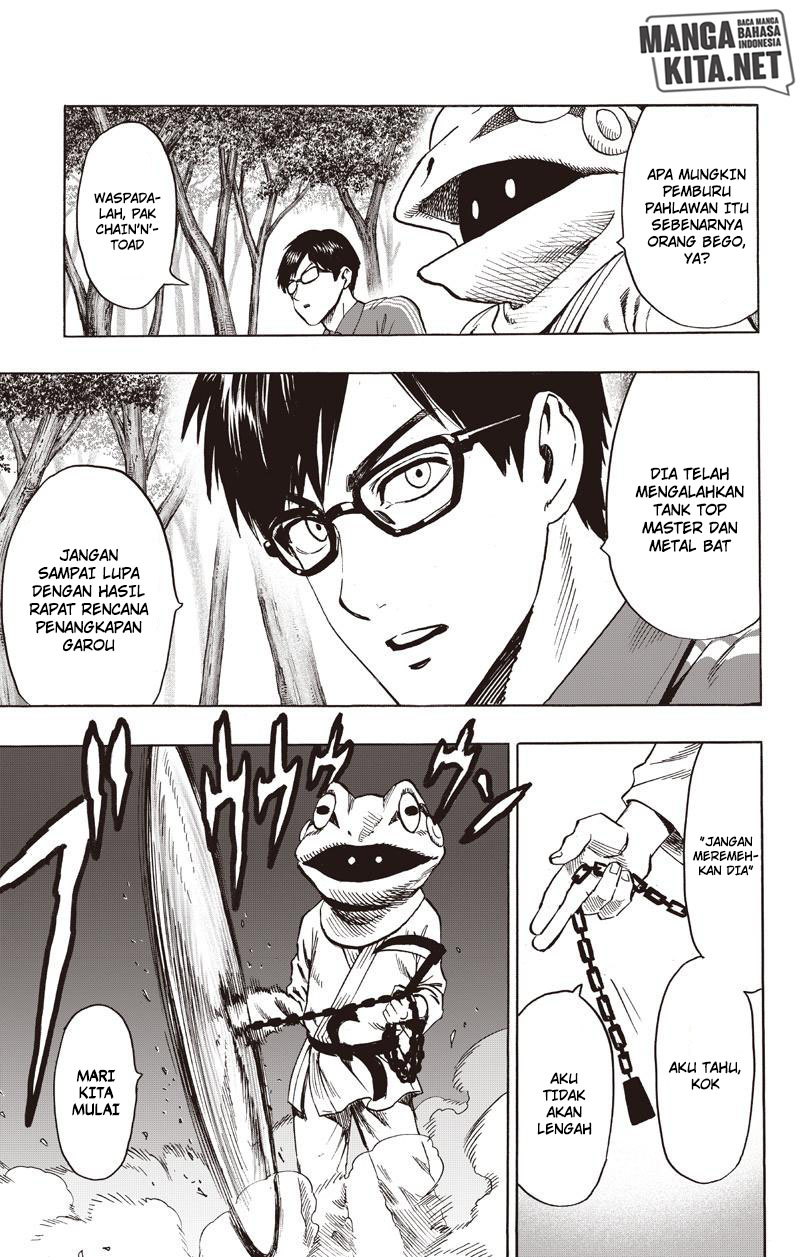 MANGA
KITA.NET
BACA MANGA
BAHASA
INDONESIA
APA MUNGKIN
PEMBURU
PAHLAWAN ITU
SEBENARNYA
ORANG BEGO,
YA?
WASPADA-
LAH, PAK
CHAIN'N'-
TOAD
DIA TELAH
MENGALAHKAN
TANK TOP
MASTER DAN
METAL BAT
JANGAN
SAMPAI LUPA
DENGAN HASIL
RAPAT RENCANA
PENANGKAPAN
GAROU
"JANGAN
MEREMEH-
KAN DIA"
AKU TAHU,
KOK
AKU
TIDAK
AKAN
LENGAH
MARI
KITA
MULAI